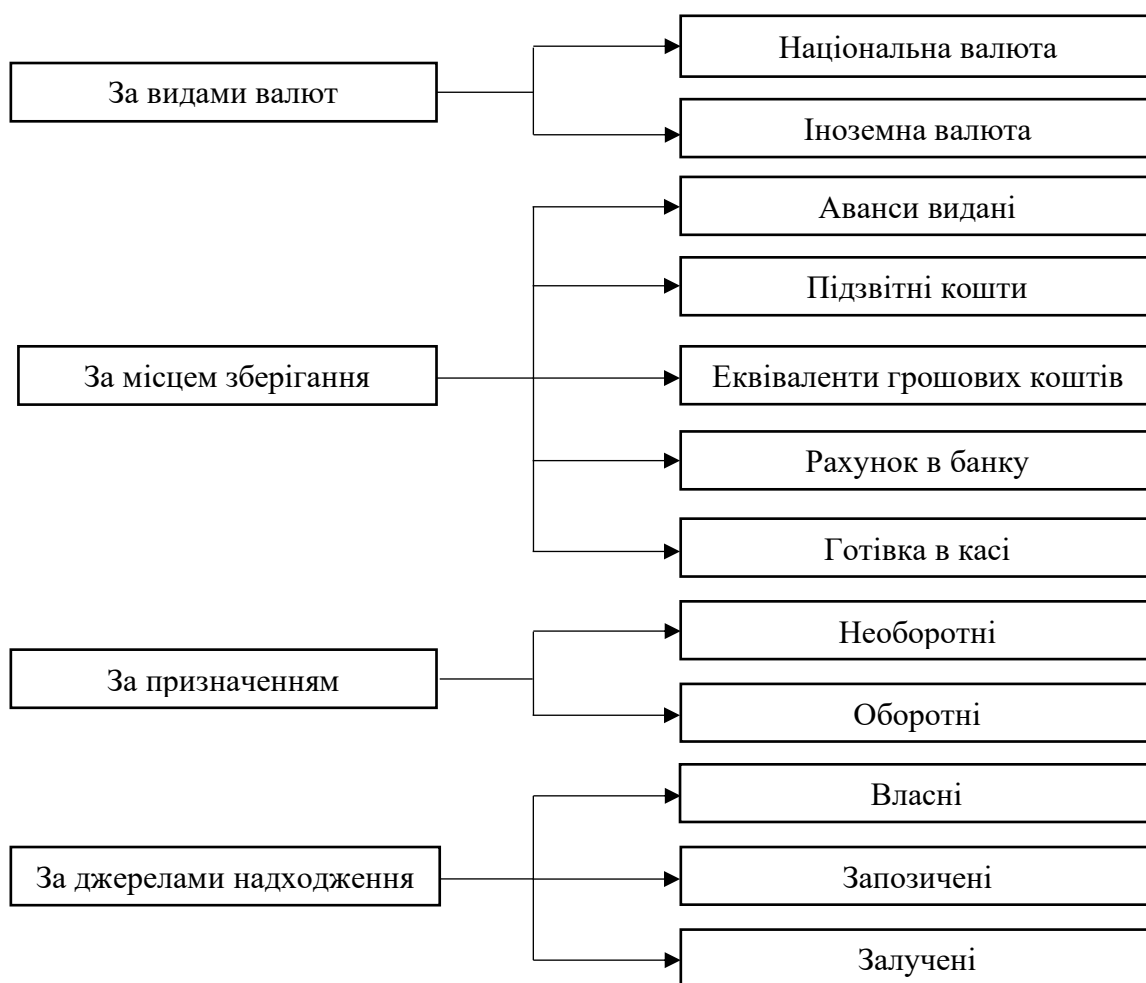 За видами валют
Національна валюта
Іноземна валюта
За місцем зберігання
Аванси видані
Підзвітні кошти
Еквіваленти грошових коштів
Рахунок в банку
Готівка в касі
За призначенням
Необоротні
Оборотні
За джерелами надходження
Власні
Запозичені
Залучені